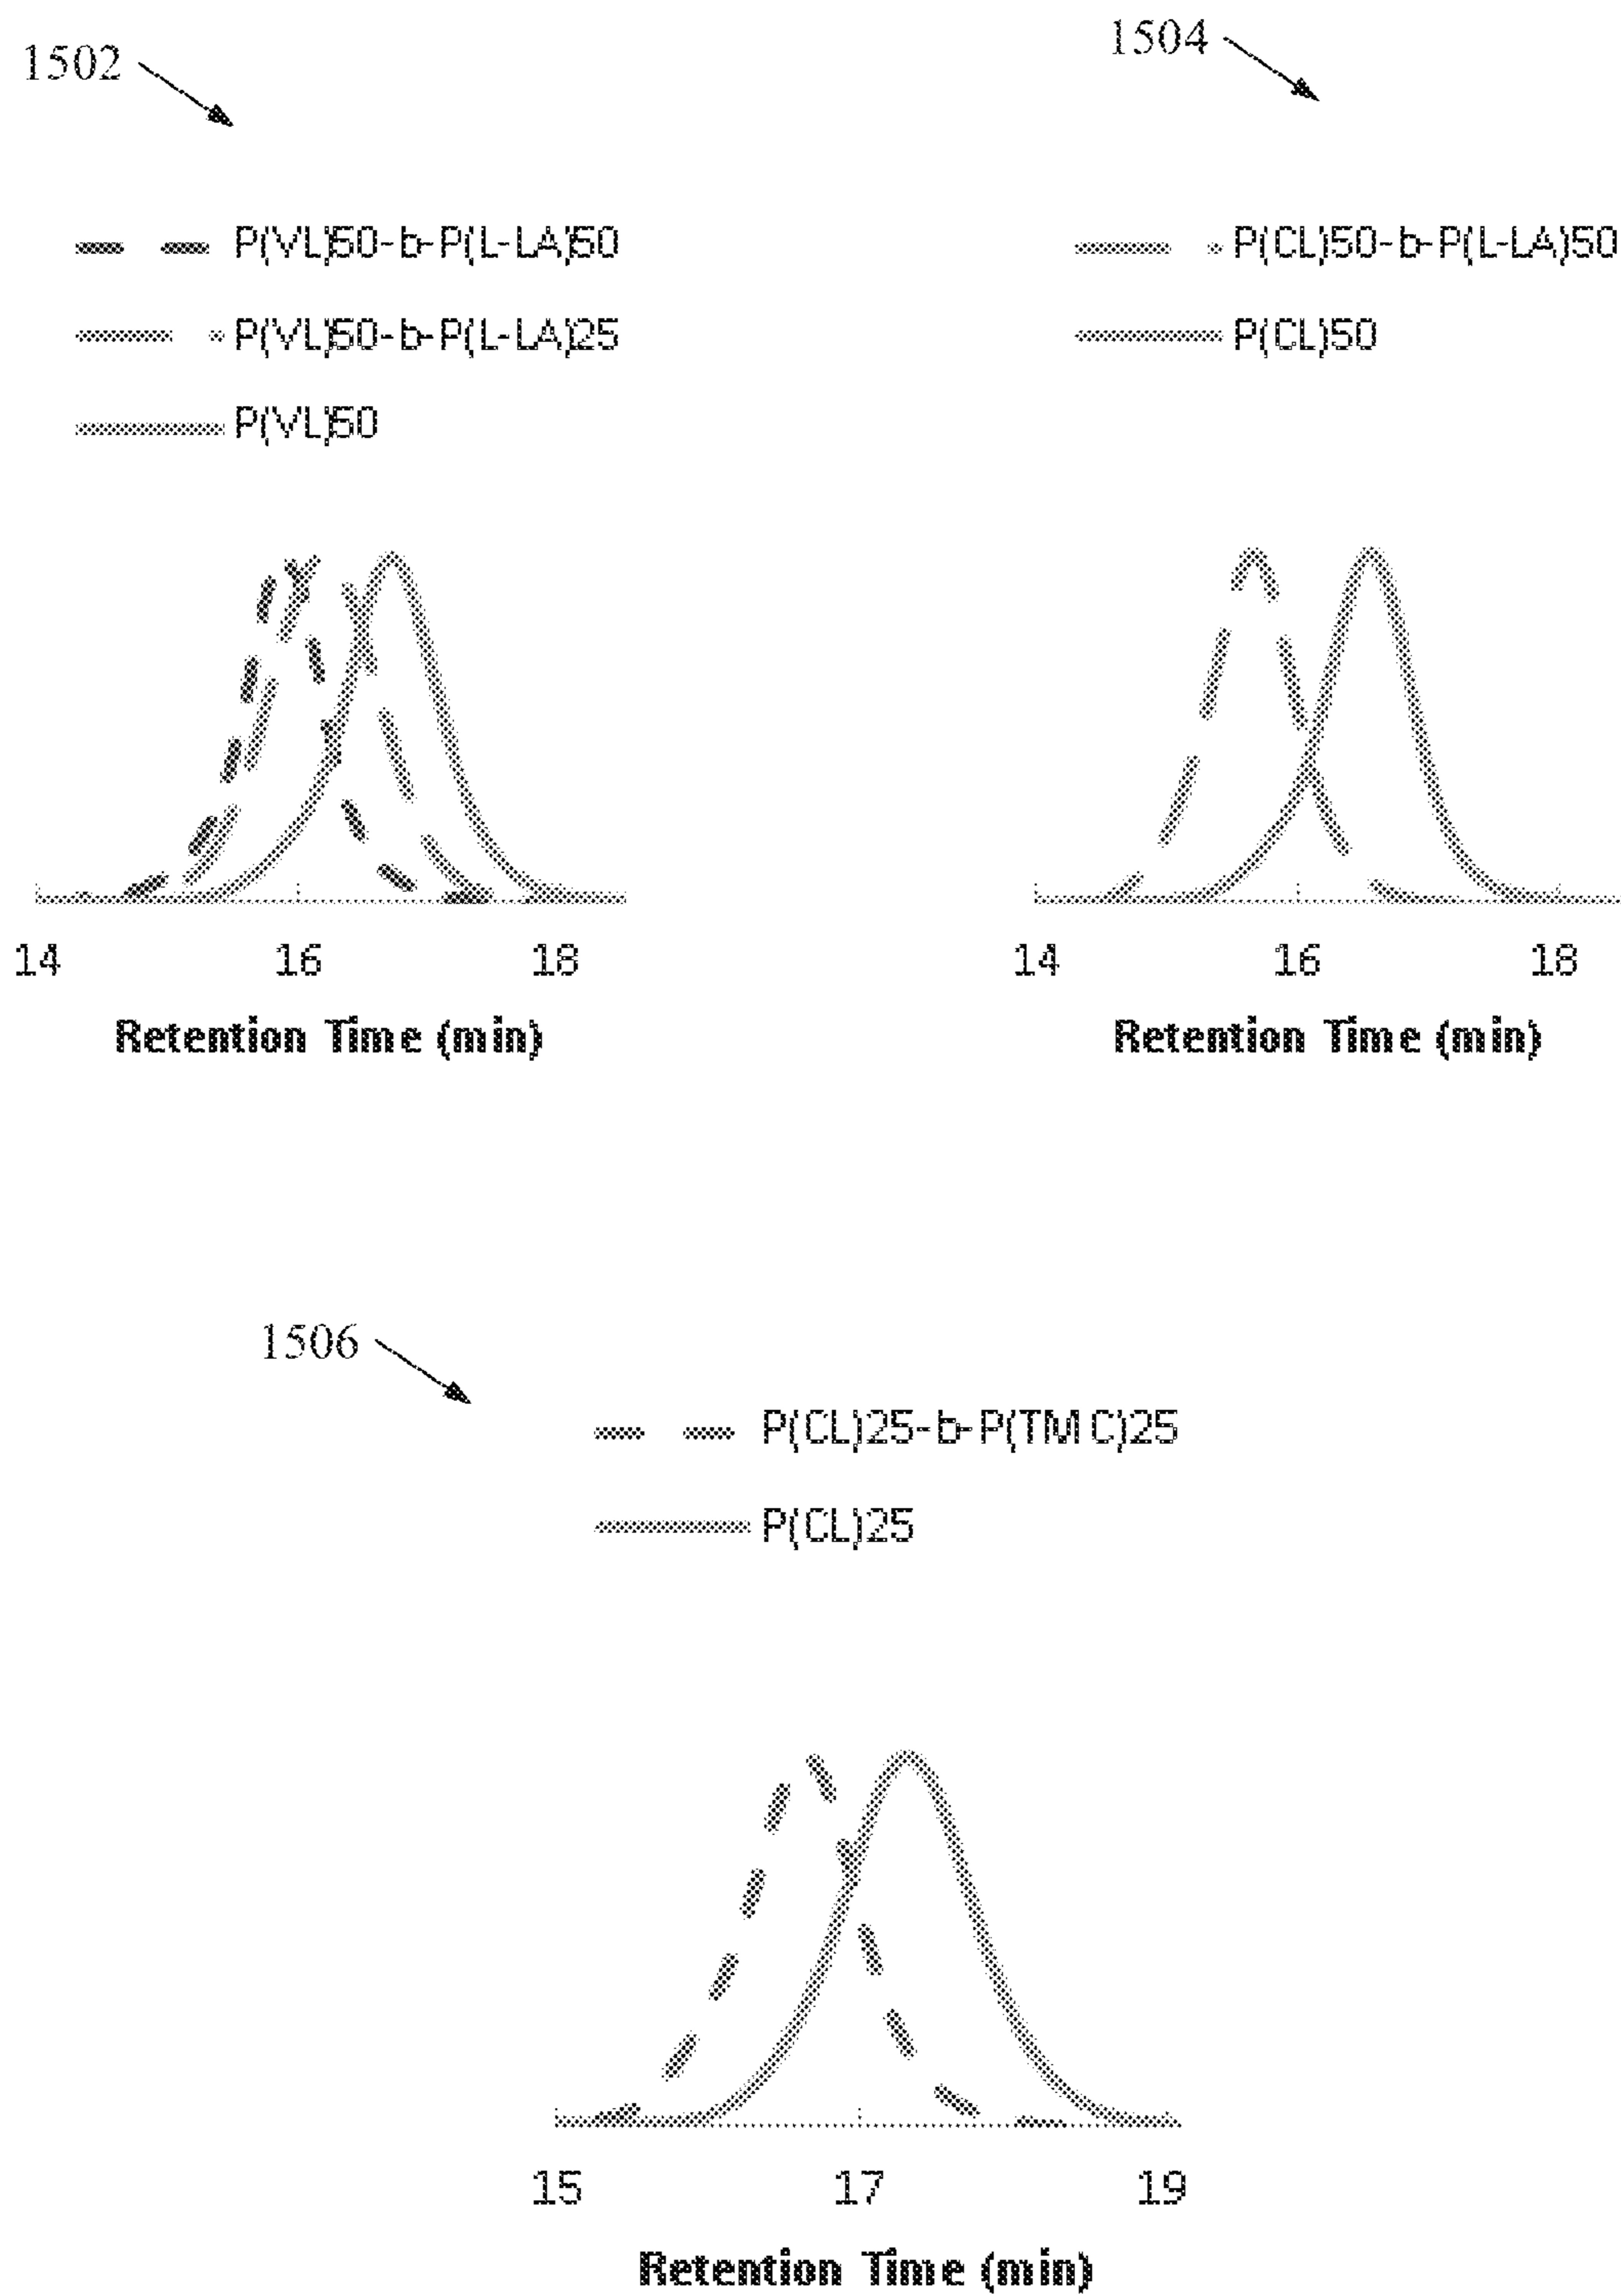 1502
P(VL)50-b-P(L-LA)50
P(VL)50-b-P(L-LA)25
P(VL)50
14 16 18
Retention Time (min)
1504
P(CL)50-b-P(L-LA)50
P(CL)50
14 16 18
Retention Time (min)
1506
P(CL)25-b-P(TMC)25
P(CL)25
15 17 19
Retention Time (min)